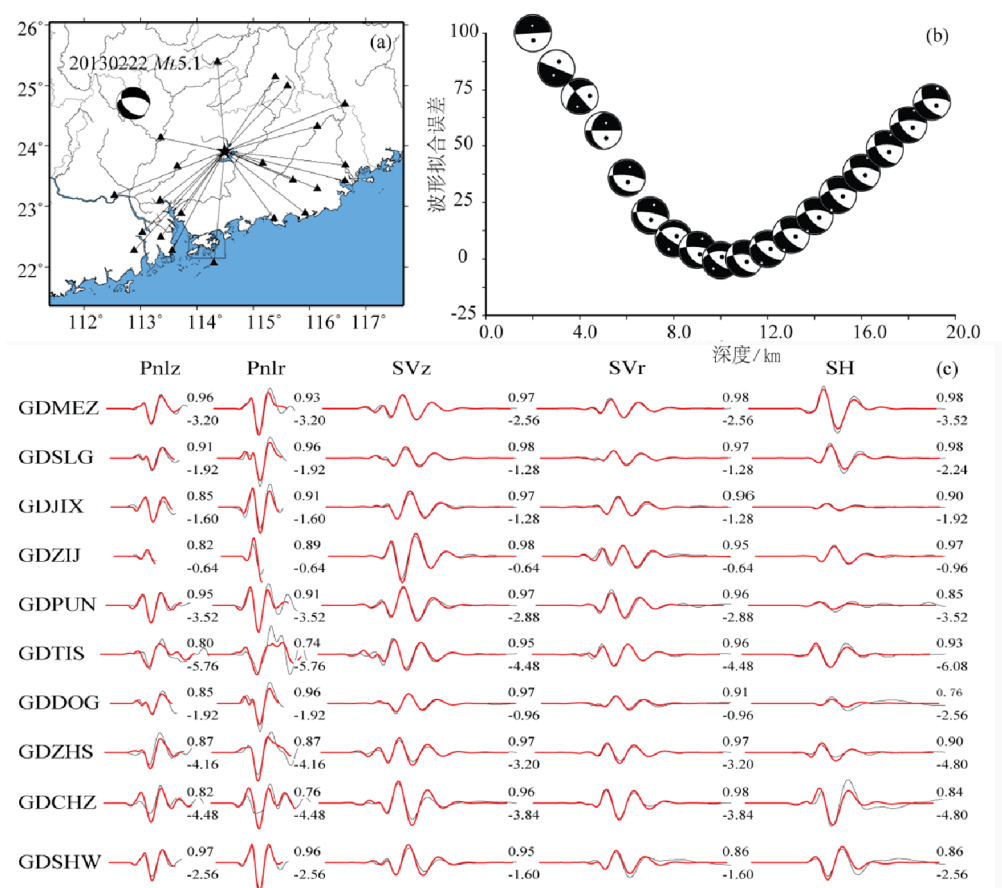 26°
25°
24°
23°
22°
(a)
20130222 ML5.1
112°
113°
114°
115°
116°
117°
(b)
波形拟合误差
100
75
50
25
0
-25
0.0
4.0
8.0
12.0
16.0
20.0
深度/km
Pnlz Pnlr SVz SVr SH (c)
GDMEZ 0.96 0.93 0.97 0.98 0.98
-3.20 -3.20 -2.56 -2.56 -3.52
GDSLG 0.91 0.96 0.98 0.97 0.98
-1.92 -1.92 -1.28 -1.28 -2.24
GDJIX 0.85 0.91 0.97 0.96 0.90
-1.60 -1.60 -1.28 -1.28 -1.92
GDZIJ 0.82 0.89 0.98 0.95 0.97
-0.64 -0.64 -0.64 -0.64 -0.96
GDPUN 0.95 0.91 0.97 0.96 0.85
-3.52 -3.52 -2.88 -2.88 -3.52
GDTIS 0.80 0.74 0.95 0.96 0.93
-5.76 -5.76 -4.48 -4.48 -6.08
GDDOG 0.85 0.96 0.97 0.91 0.76
-1.92 -1.92 -0.96 -0.96 -2.56
GDZHS 0.87 0.87 0.97 0.97 0.90
-4.16 -4.16 -3.20 -3.20 -4.80
GDCHZ 0.82 0.76 0.96 0.98 0.84
-4.48 -4.48 -3.84 -3.84 -4.80
GDSHW 0.97 0.96 0.95 0.86 0.86
-2.56 -2.56 -1.60 -1.60 -2.56